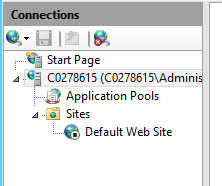 Connections
Start Page
C0278615 (C0278615\Adminis
Application Pools
Sites
Default Web Site